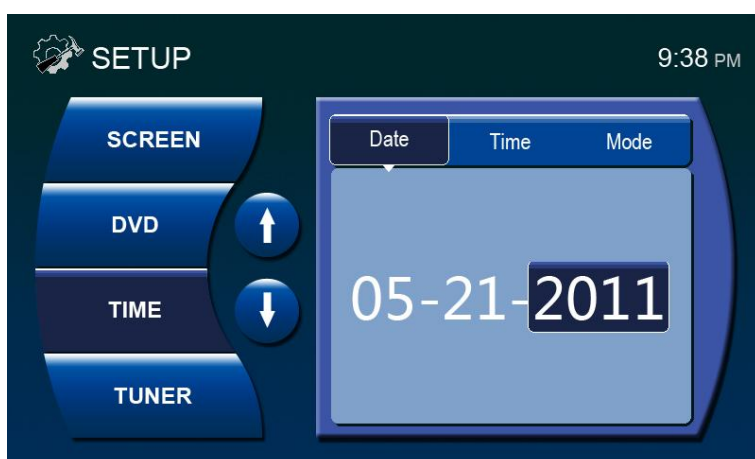 SETUP
9:38 PM
SCREEN
DVD
TIME
TUNER
Date Time Mode
05-21-2011